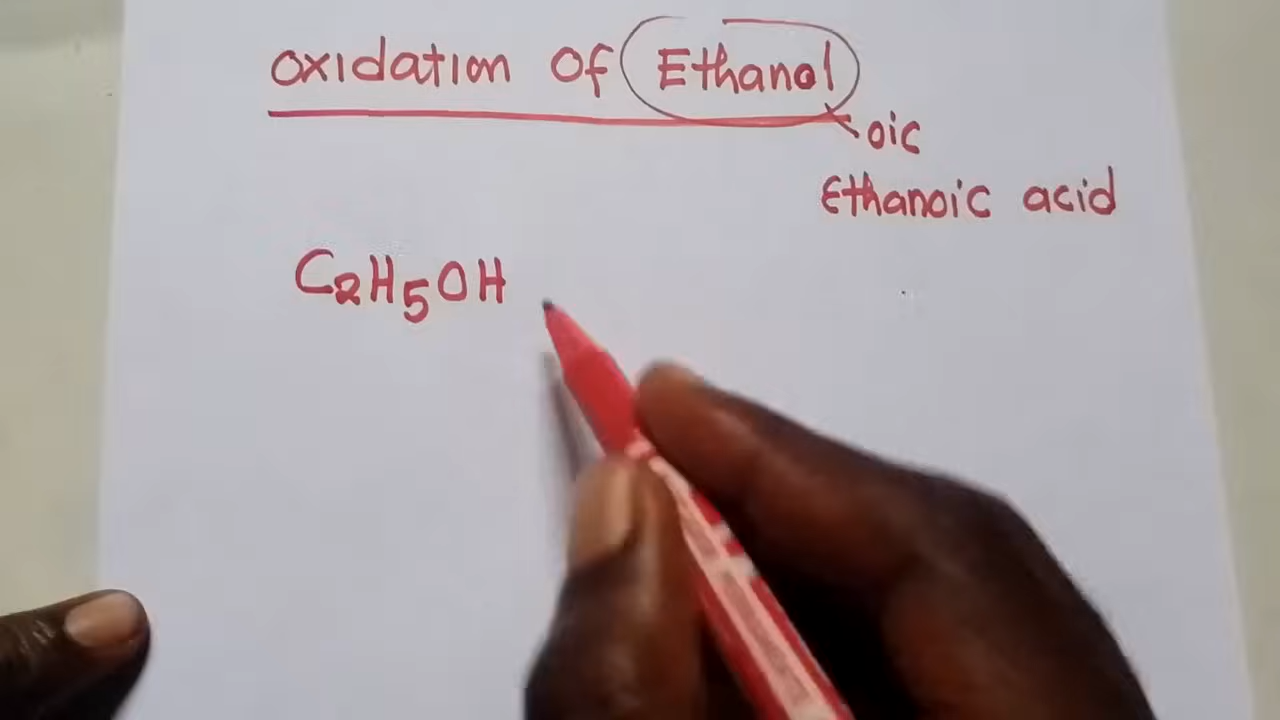 oxidation of Ethanol
oic
Ethanoic acid
C₂H₅OH